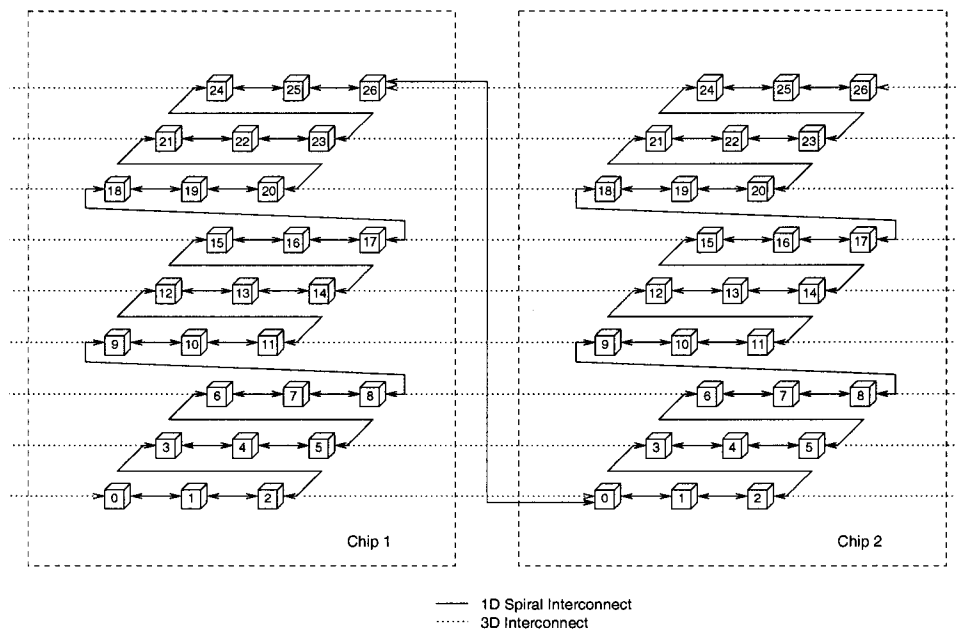 24 25 26 24 25 26
21 22 23 21 22 23
18 19 20 18 19 20
15 16 17 15 16 17
12 13 14 12 13 14
9 10 11 9 10 11
6 7 8 6 7 8
3 4 5 3 4 5
0 1 2 0 1 2
Chip 1 Chip 2
1D Spiral Interconnect
3D Interconnect